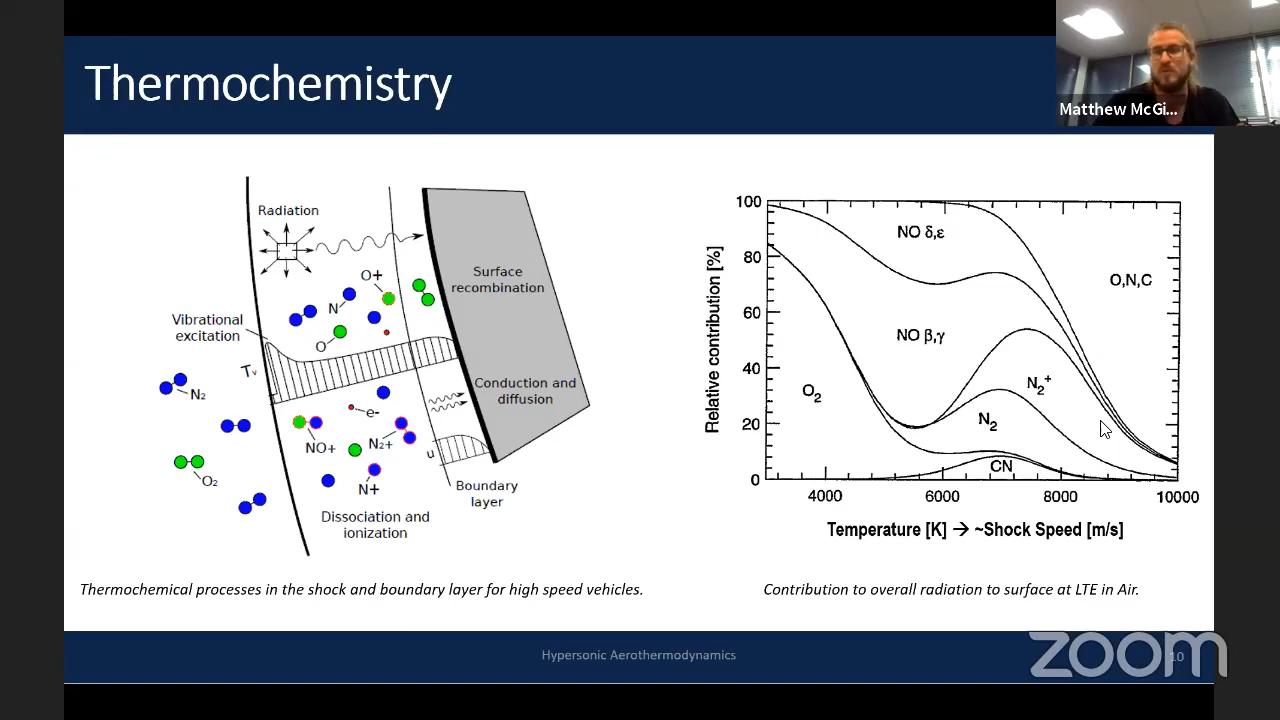 Thermochemistry
Matthew McGi...
Radiation
O+
N
Vibrational
excitation
O
Tv
N₂
e-
NO+
N₂+
O₂
N+
u
Surface
recombination
Conduction and
diffusion
Boundary
layer
Dissociation and
ionization
Thermochemical processes in the shock and boundary layer for high speed vehicles.
Relative contribution [%]
100
80
60
40
20
0
NO δ,ε
O,N,C
NO β,γ
O₂
N₂⁺
N₂
CN
4000
6000
8000
10000
Temperature [K] → ~Shock Speed [m/s]
Contribution to overall radiation to surface at LTE in Air.
Hypersonic Aerothermodynamics
10
zoom